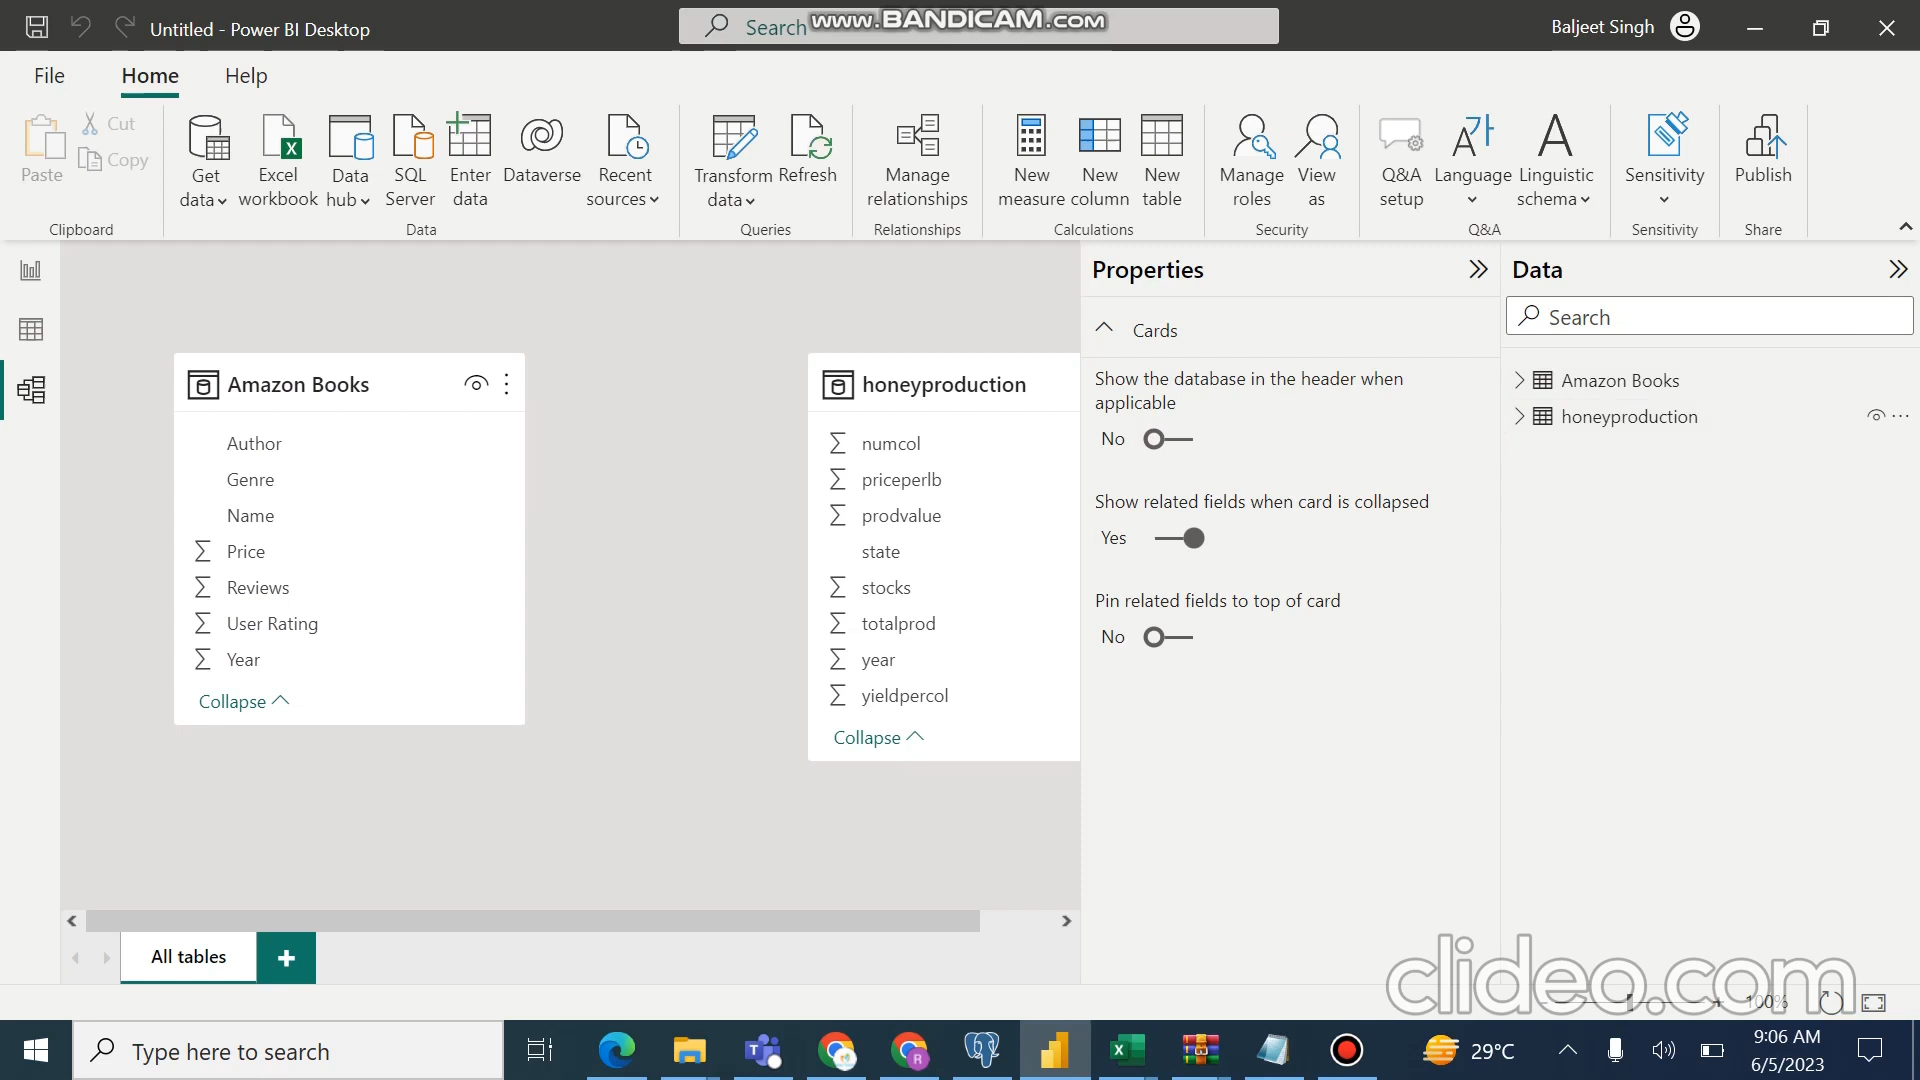 Untitled - Power BI Desktop
Search
www.BANDICAM.com
Baljeet Singh
File
Home
Help
Paste
Cut
Copy
Clipboard
Get data
Excel workbook
Data hub
SQL Server
Enter data
Dataverse
Recent sources
Data
Transform data
Refresh
Queries
Manage relationships
Relationships
New measure
New column
New table
Calculations
Manage roles
View as
Security
Q&A setup
Language
Linguistic schema
Q&A
Sensitivity
Sensitivity
Publish
Share
Amazon Books
Author
Genre
Name
Price
Reviews
User Rating
Year
Collapse
honeyproduction
numcol
priceperlb
prodvalue
state
stocks
totalprod
year
yieldpercol
Collapse
Properties
Cards
Show the database in the header when
applicable
No
Show related fields when card is collapsed
Yes
Pin related fields to top of card
No
Data
Search
Amazon Books
honeyproduction
All tables
clideo.com
100%
Type here to search
29°C
9:06 AM
6/5/2023